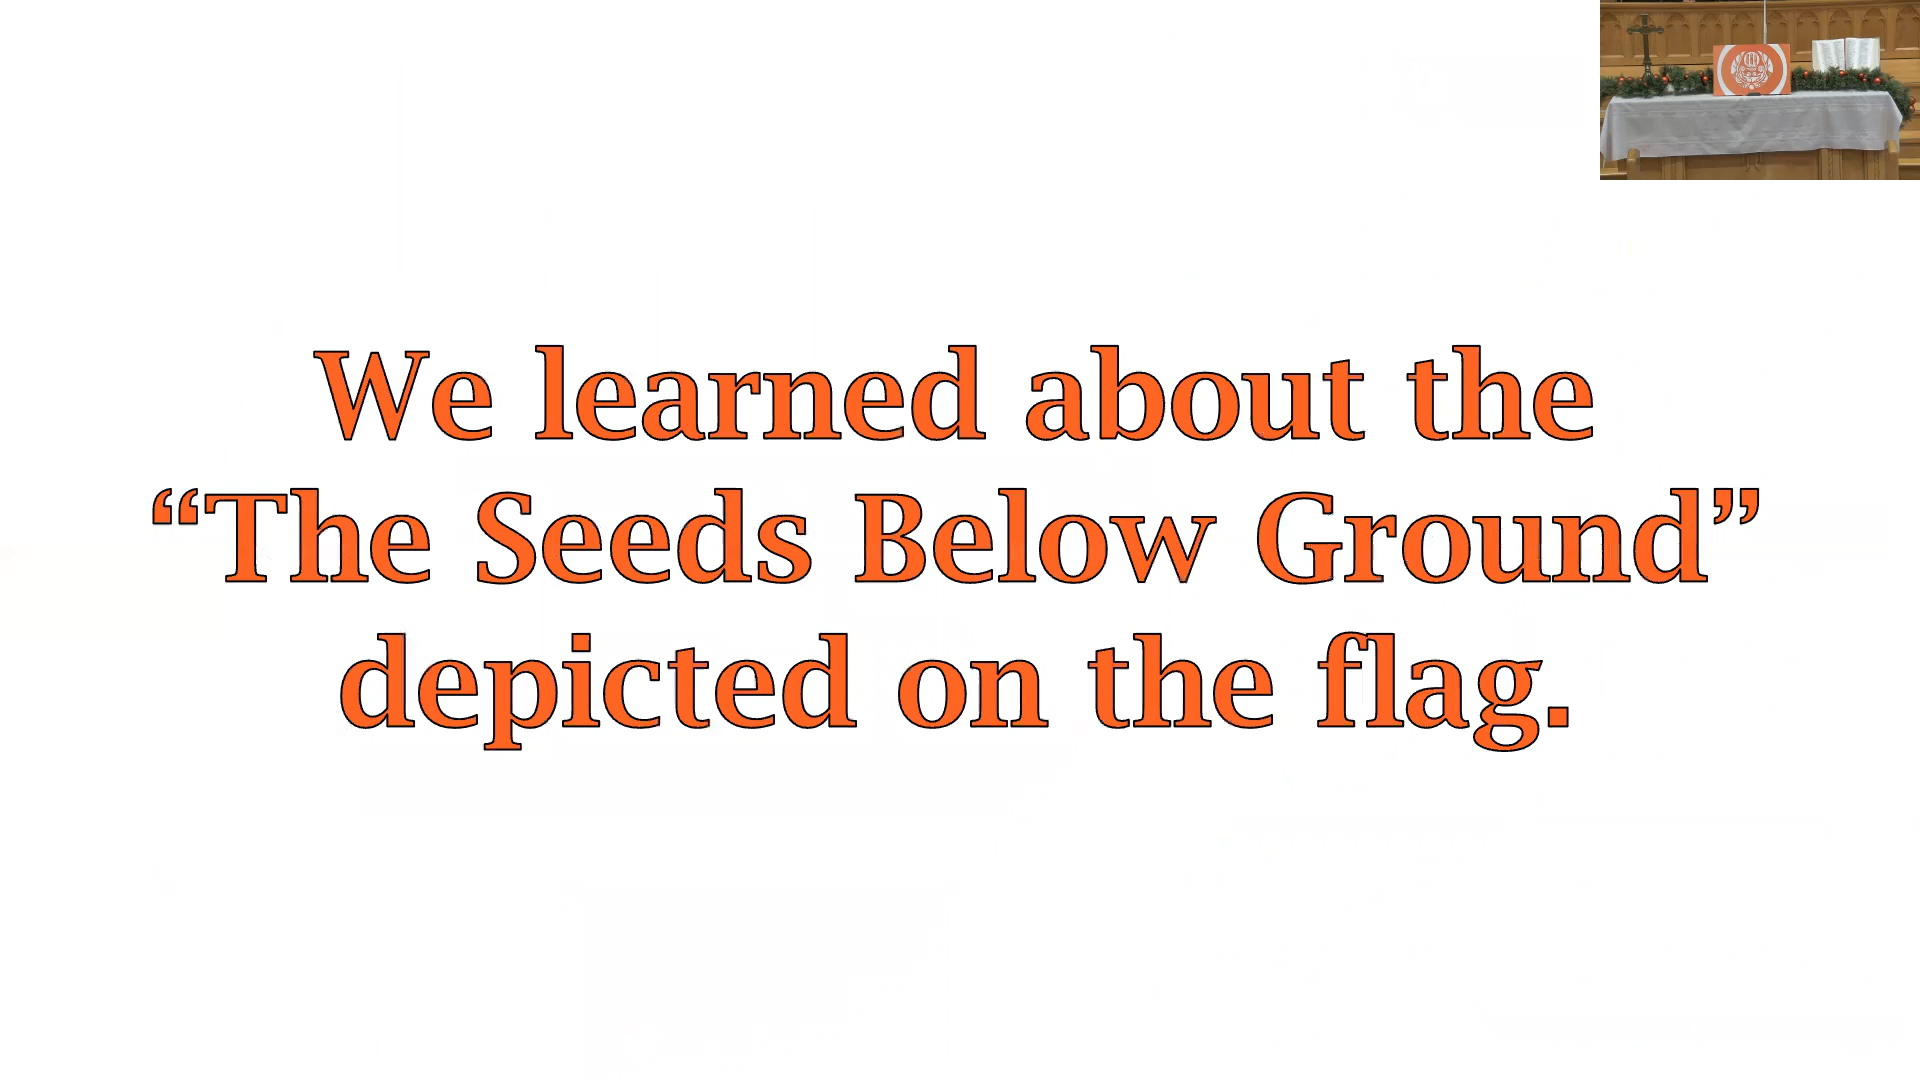 We learned about the
“The Seeds Below Ground”
depicted on the flag.